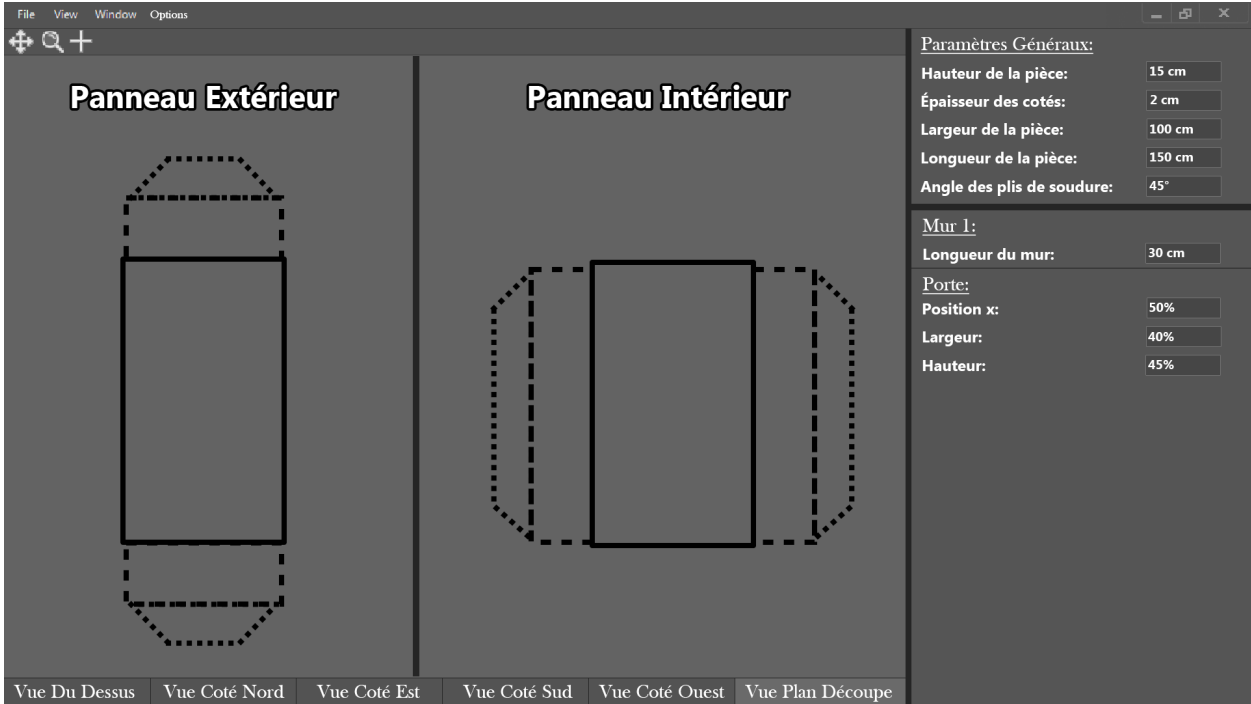 File View Window Options
Panneau Extérieur
Panneau Intérieur
Paramètres Généraux:
Hauteur de la pièce: 15 cm
Épaisseur des cotés: 2 cm
Largeur de la pièce: 100 cm
Longueur de la pièce: 150 cm
Angle des plis de soudure: 45°
Mur 1:
Longueur du mur: 30 cm
Porte:
Position x: 50%
Largeur: 40%
Hauteur: 45%
Vue Du Dessus Vue Coté Nord Vue Coté Est Vue Coté Sud Vue Coté Ouest Vue Plan Découpe